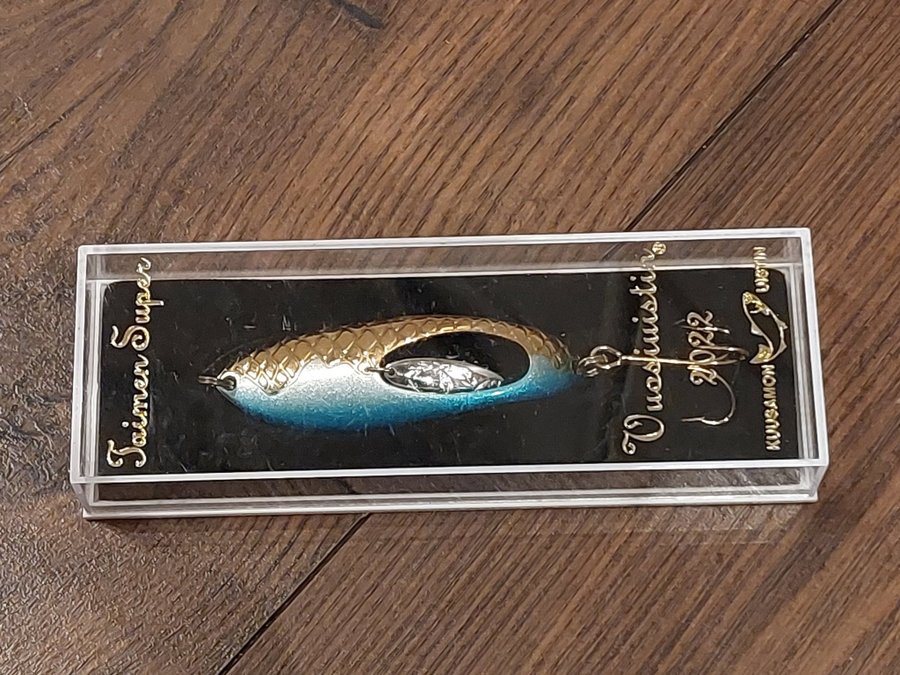 Taimen Super
Vuosiuistin®
2022
KUUSAMON UISTIN